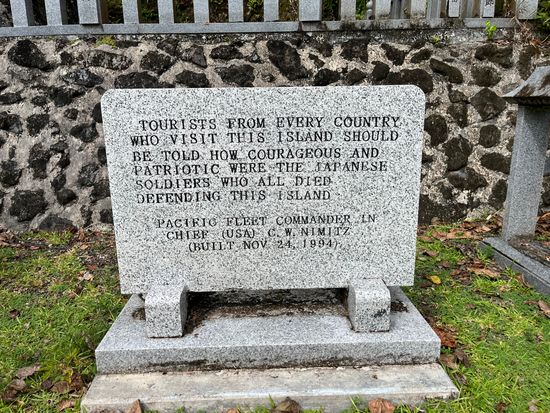 TOURISTS FROM EVERY COUNTRY
WHO VISIT THIS ISLAND SHOULD
BE TOLD HOW COURAGEOUS AND
PATRIOTIC WERE THE JAPANESE
SOLDIERS WHO ALL DIED
DEFENDING THIS ISLAND
PACIFIC FLEET COMMANDER IN
CHIEF (USA) C.W. NIMITZ
(BUILT NOV 24, 1994)